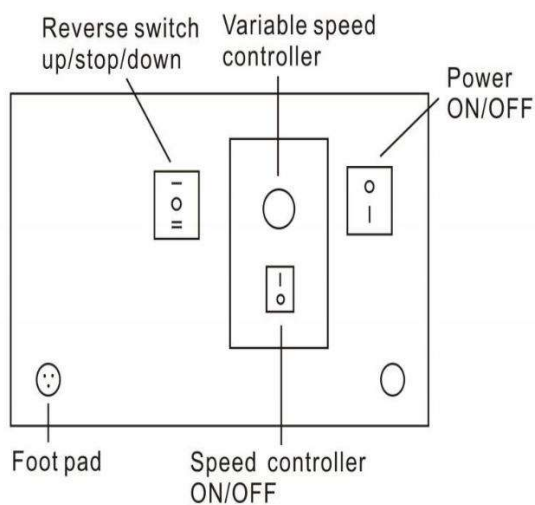 Reverse switch
up/stop/down
Variable speed
controller
Power
ON/OFF
Foot pad
Speed controller
ON/OFF